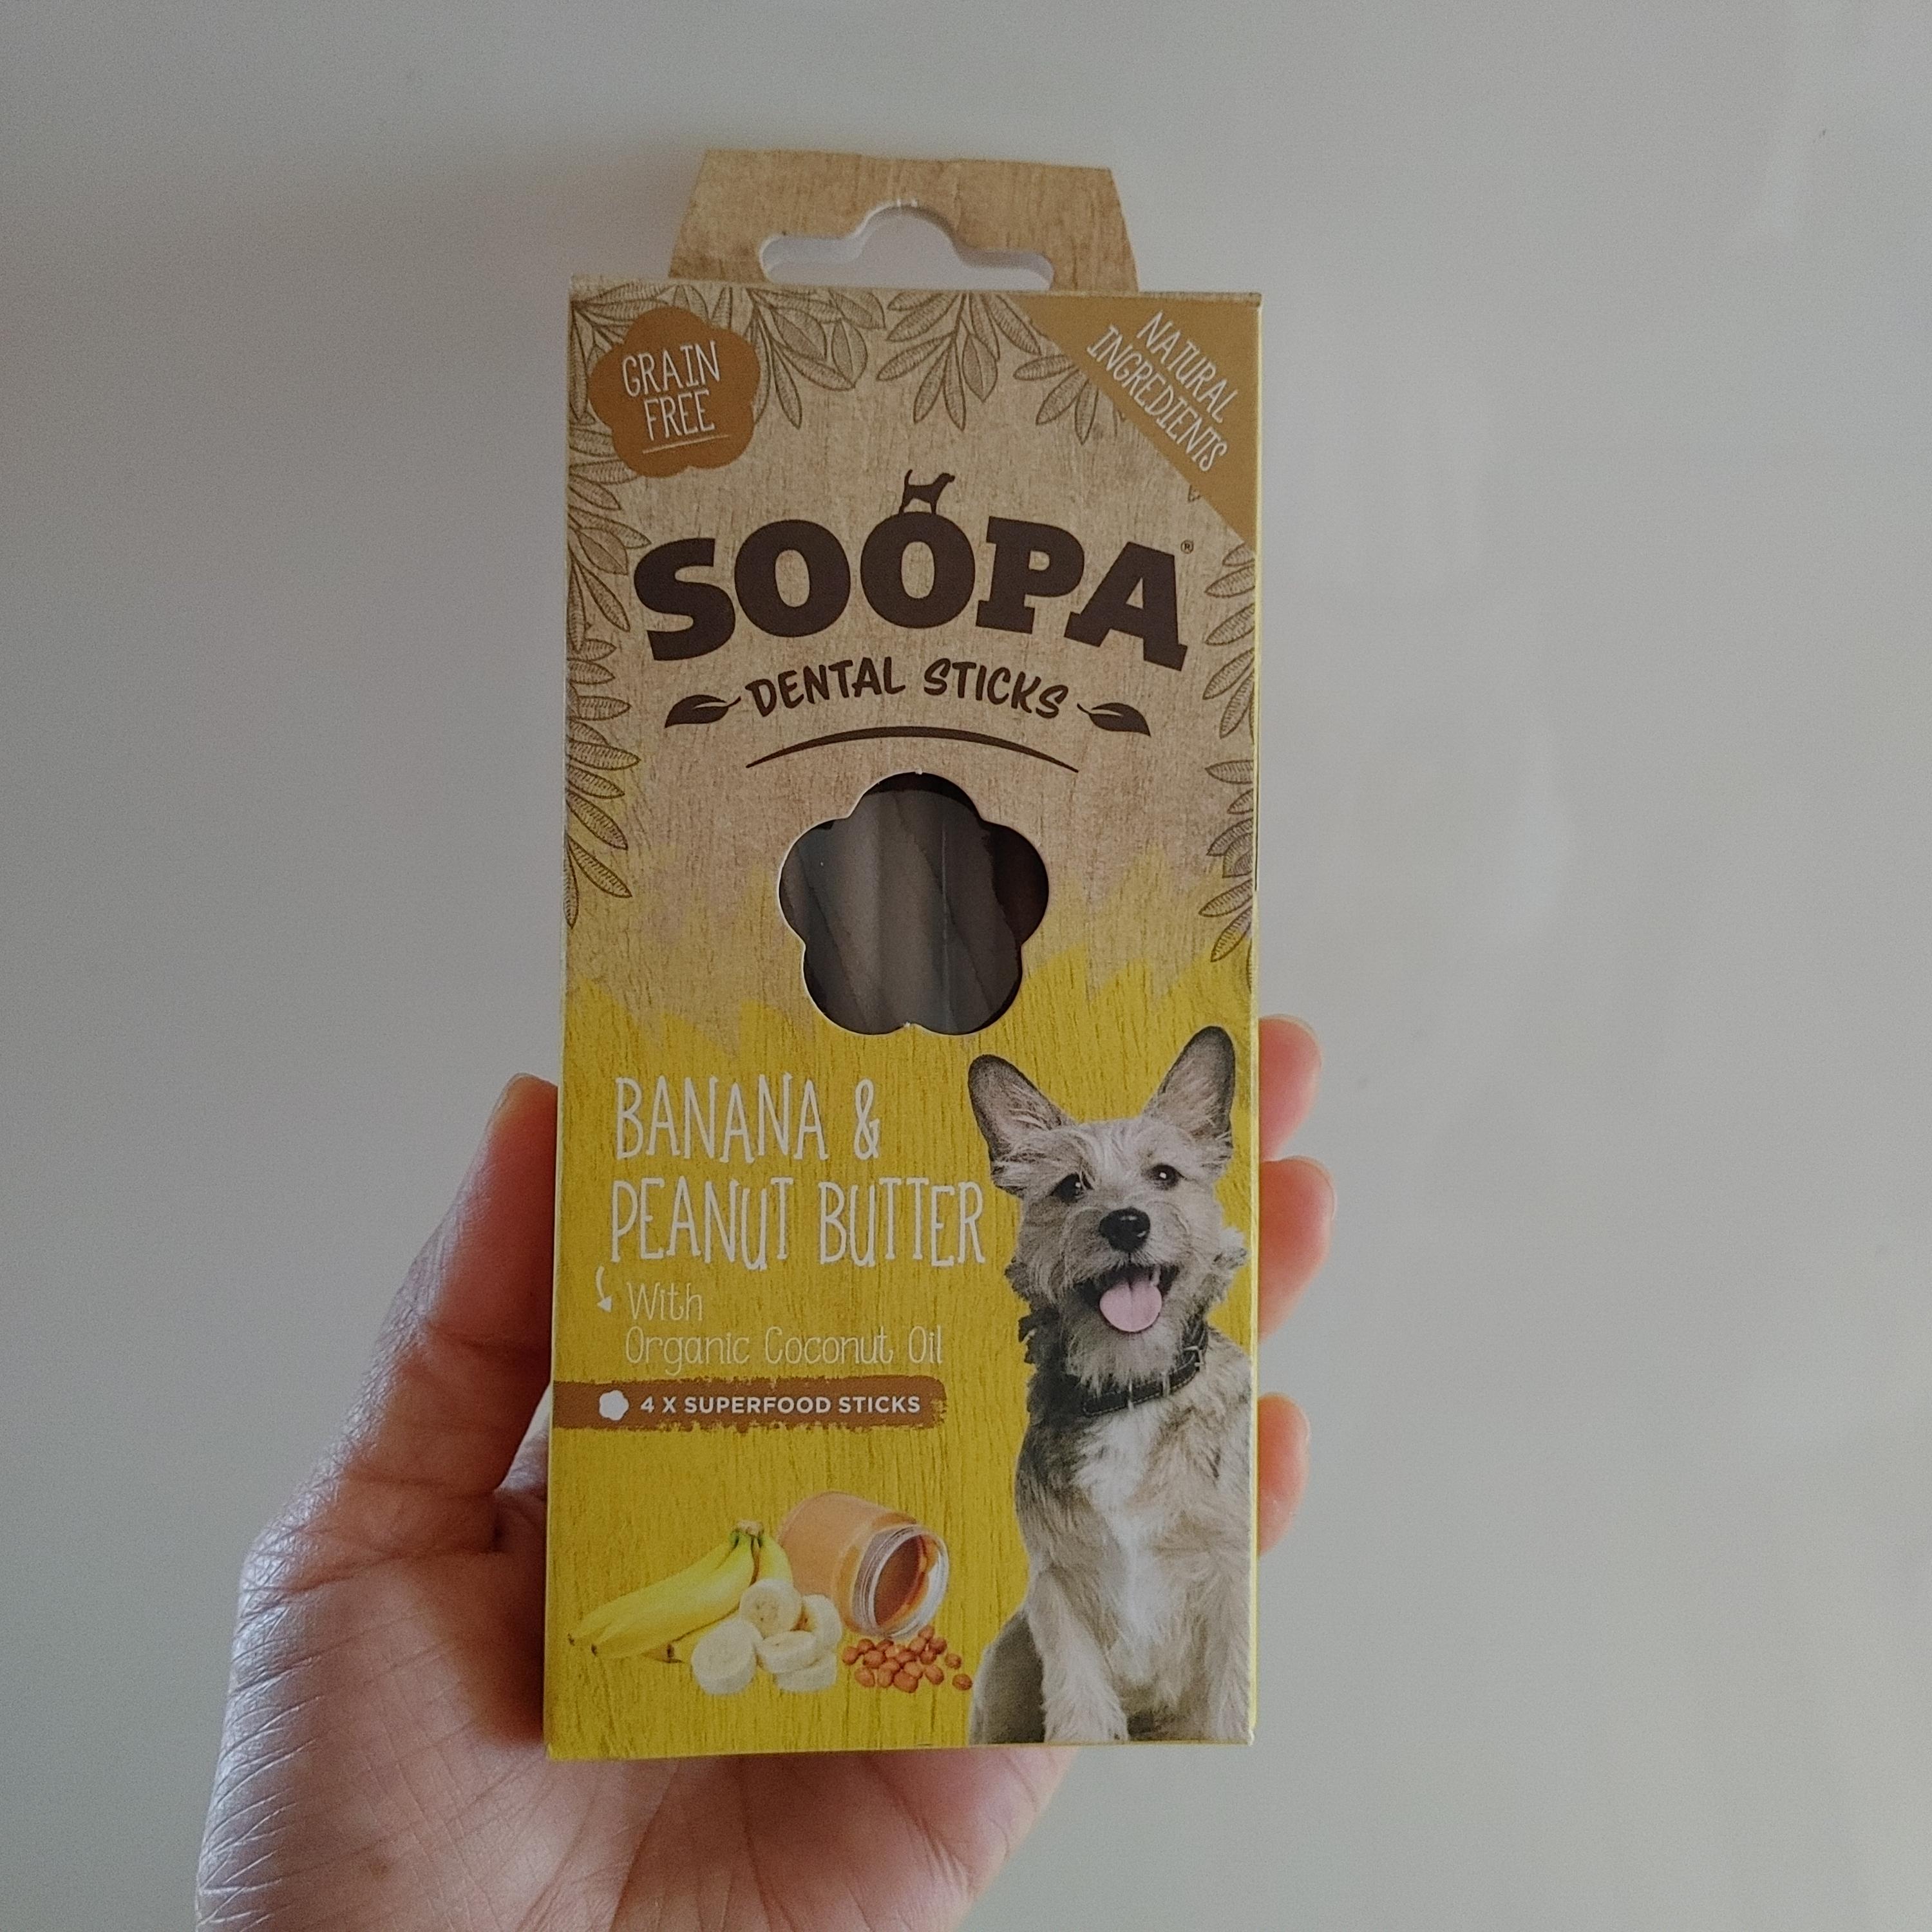 GRAIN
FREE
NATURAL
INGREDIENTS
SOOPA®
DENTAL STICKS
BANANA &
PEANUT BUTTER
With
Organic Coconut Oil
4 X SUPERFOOD STICKS